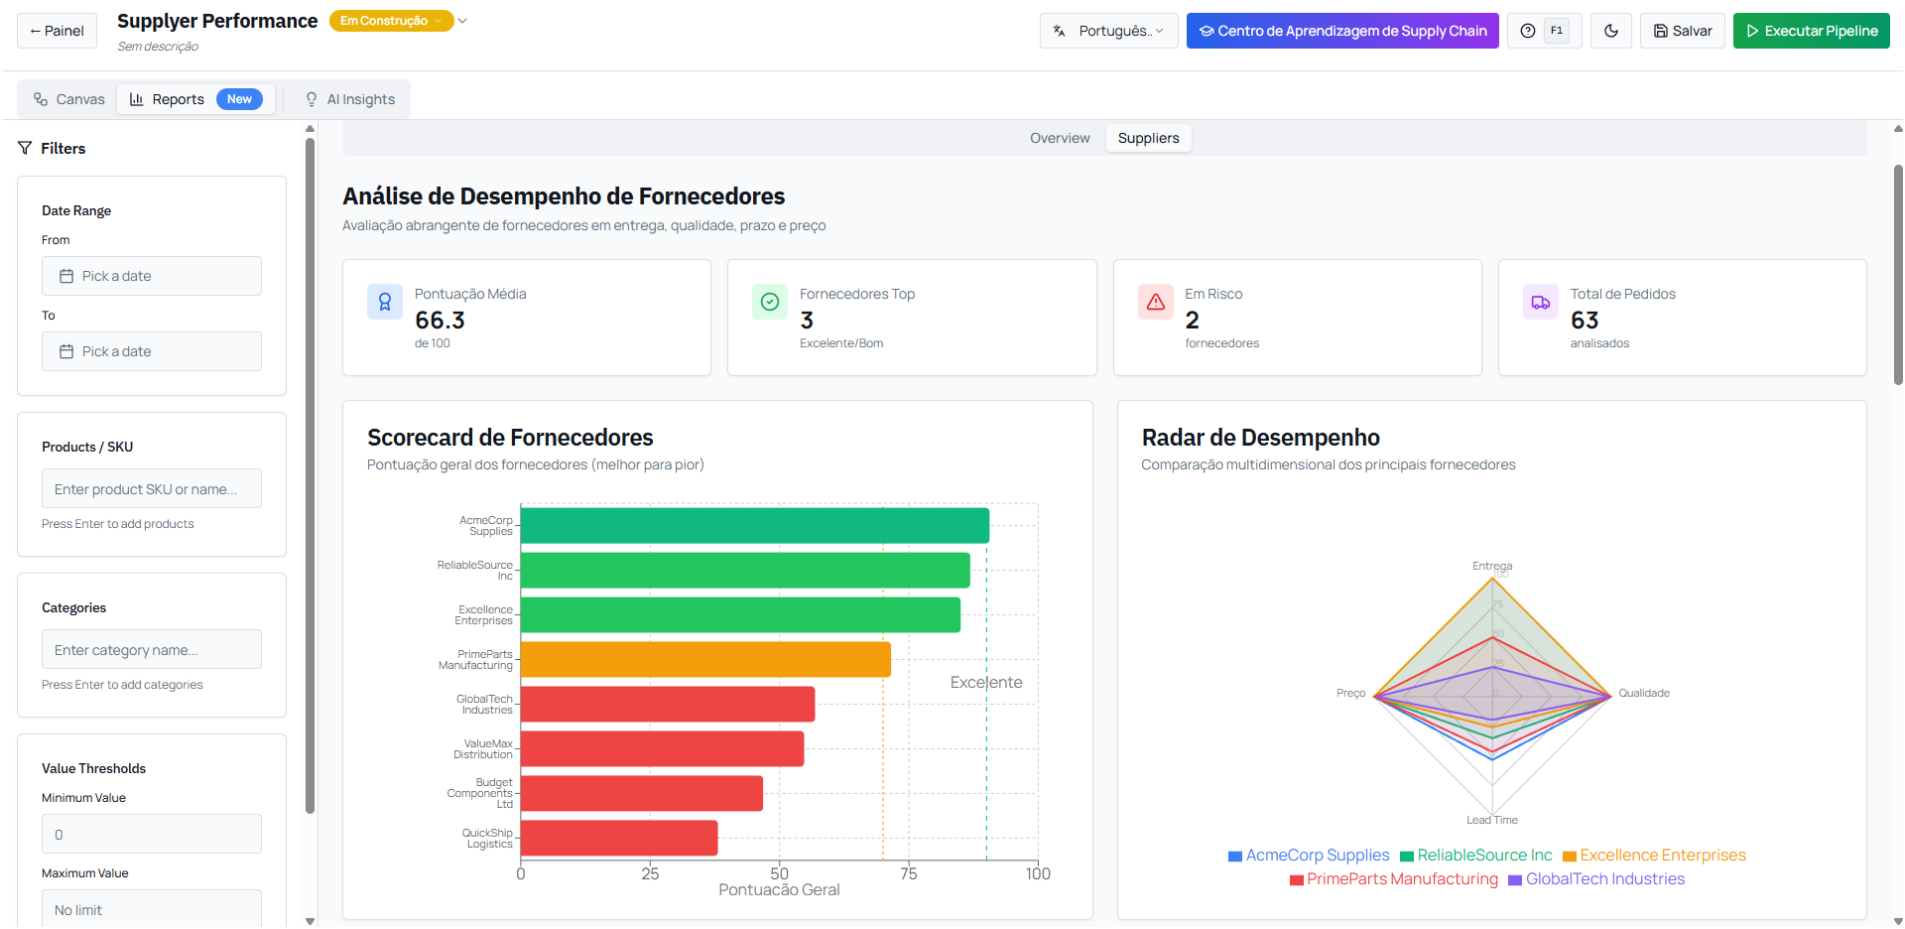 ← Painel
Supplyer Performance
Em Construção
Sem descrição
Português..
Centro de Aprendizagem de Supply Chain
F1
Salvar
Executar Pipeline
Canvas
Reports
New
AI Insights
Filters
Date Range
From
Pick a date
To
Pick a date
Products / SKU
Enter product SKU or name...
Press Enter to add products
Categories
Enter category name...
Press Enter to add categories
Value Thresholds
Minimum Value
0
Maximum Value
No limit
Overview
Suppliers
Análise de Desempenho de Fornecedores
Avaliação abrangente de fornecedores em entrega, qualidade, prazo e preço
Pontuação Média
66.3
de 100
Fornecedores Top
3
Excelente/Bom
Em Risco
2
fornecedores
Total de Pedidos
63
analisados
Scorecard de Fornecedores
Pontuação geral dos fornecedores (melhor para pior)
AcmeCorp
Supplies
ReliableSource
Inc
Excellence
Enterprises
PrimeParts
Manufacturing
GlobalTech
Industries
ValueMax
Distribution
Budget
Components
Ltd
QuickShip
Logistics
Excelente
0
25
50
75
100
Pontuação Geral
Radar de Desempenho
Comparação multidimensional dos principais fornecedores
Entrega
100
75
50
25
0
Preço
Qualidade
Lead Time
AcmeCorp Supplies
ReliableSource Inc
Excellence Enterprises
PrimeParts Manufacturing
GlobalTech Industries